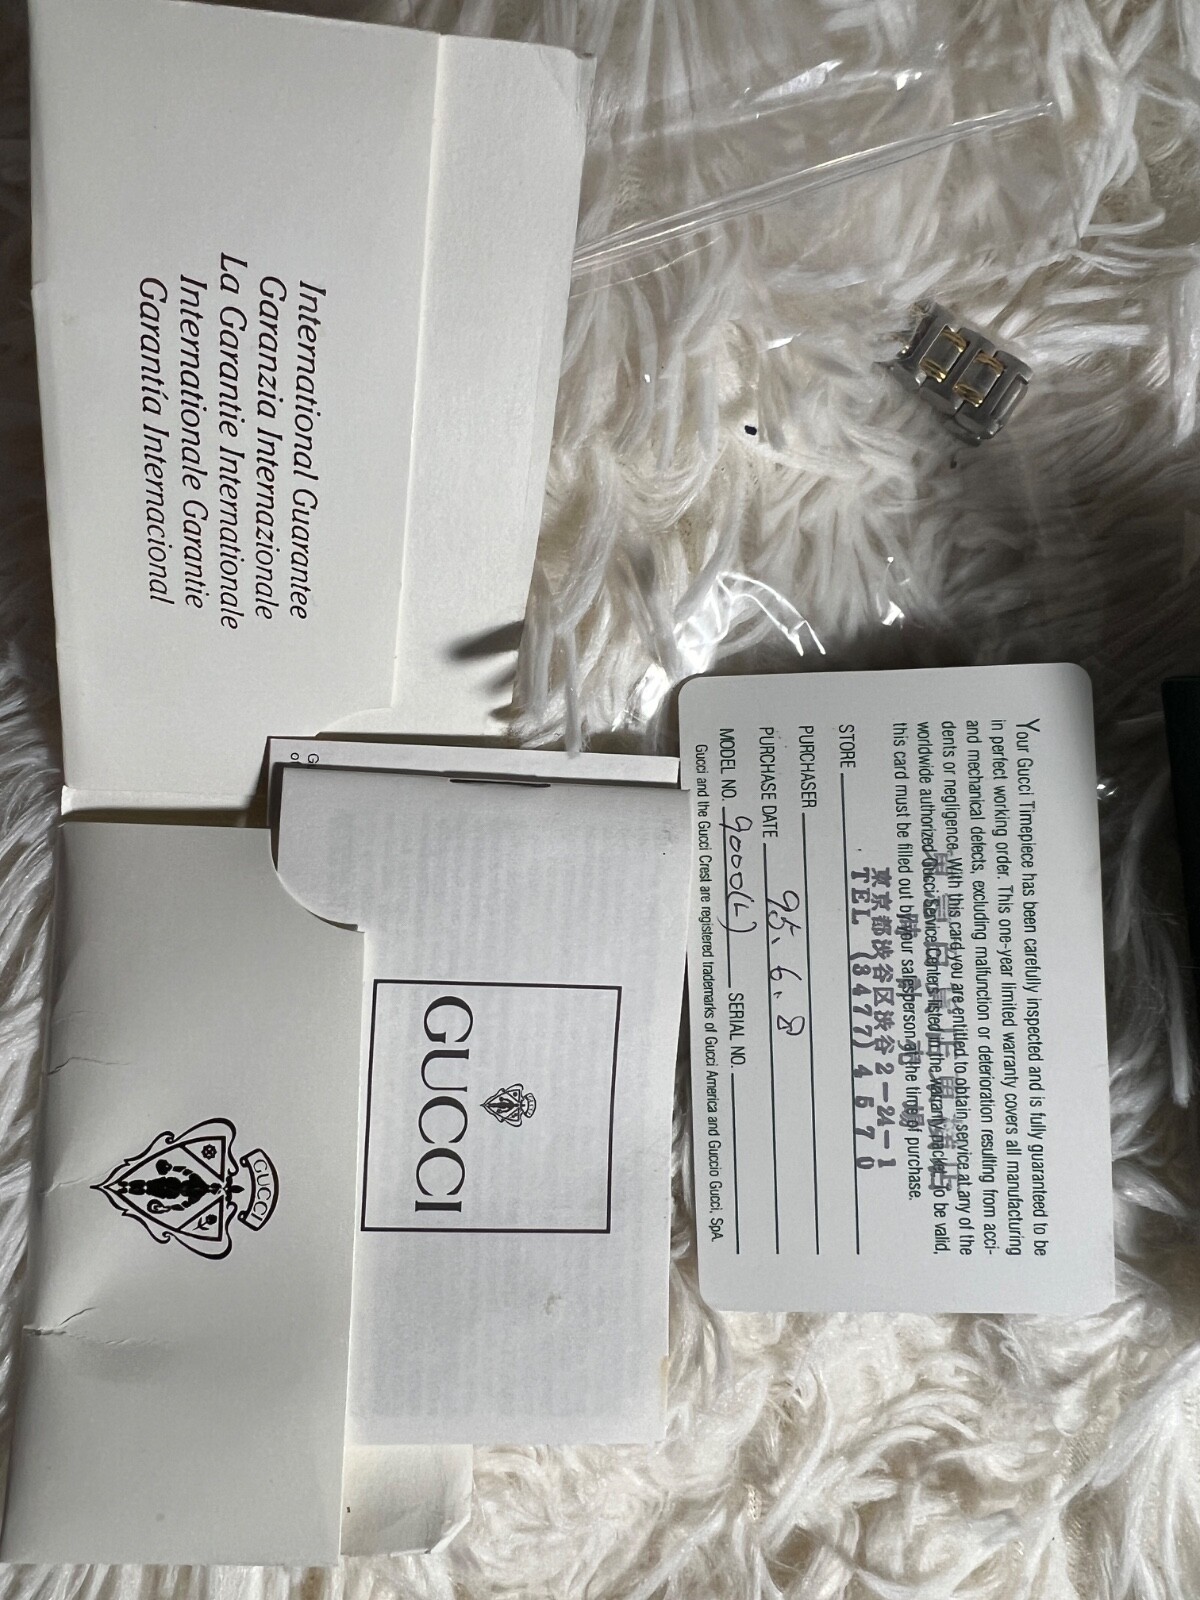 International Guarantee
Garanzia Internazionale
La Garantie Internationale
Internationale Garantie
Garantía Internacional
GUCCI
GUCCI
GUCCI
Your Gucci Timepiece has been carefully inspected and is fully guaranteed to be
in perfect working order. This one-year limited warranty covers all manufacturing
and mechanical defects, excluding malfunction or deterioration resulting from acci-
dents or negligence. With this card you are entitled to obtain service at any of the
worldwide authorized Gucci Service Centers listed in the warranty packet. To be valid,
this card must be filled out by your salesperson at the time of purchase.
東京都渋谷区渋谷2-24-1
STORE TEL (3477) 4570
PURCHASER
PURCHASE DATE 95.6.8
MODEL NO. 9000(L) SERIAL NO.
Gucci and the Gucci Crest are registered trademarks of Gucci America and Guccio Gucci, SpA.